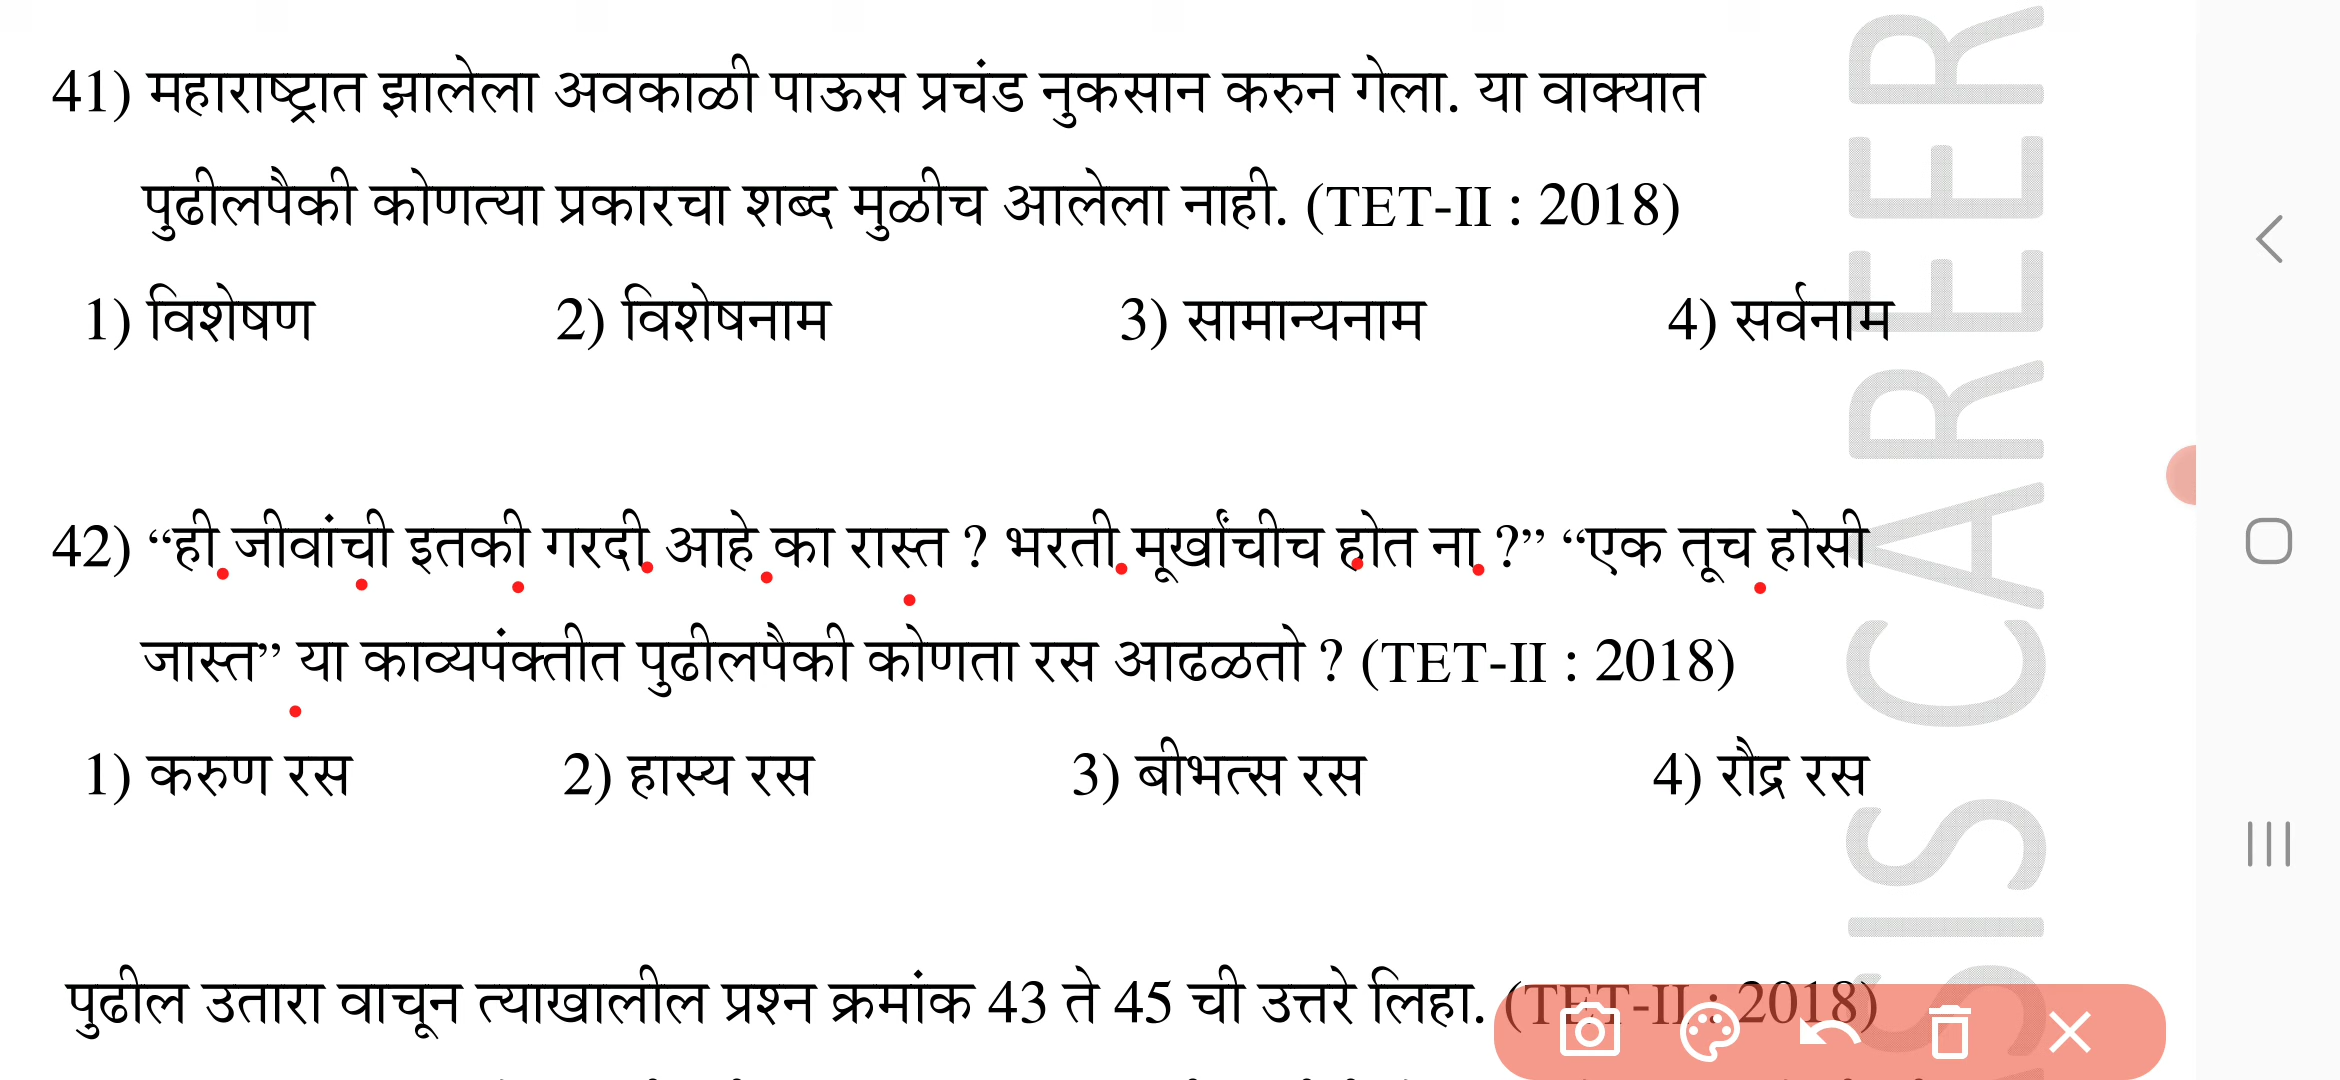 41) महाराष्ट्रात झालेला अवकाळी पाऊस प्रचंड नुकसान करुन गेला. या वाक्यात
पुढीलपैकी कोणत्या प्रकारचा शब्द मुळीच आलेला नाही. (TET-II : 2018)
1) विशेषण 2) विशेषनाम 3) सामान्यनाम 4) सर्वनाम
42) “ही जीवांची इतकी गरदी आहे का रास्त ? भरती मूर्खांचीच होत ना ?” “एक तूच होसी
जास्त” या काव्यपंक्तीत पुढीलपैकी कोणता रस आढळतो ? (TET-II : 2018)
1) करुण रस 2) हास्य रस 3) बीभत्स रस 4) रौद्र रस
पुढील उतारा वाचून त्याखालील प्रश्न क्रमांक 43 ते 45 ची उत्तरे लिहा. (TET-II : 2018)
SIS CAREER